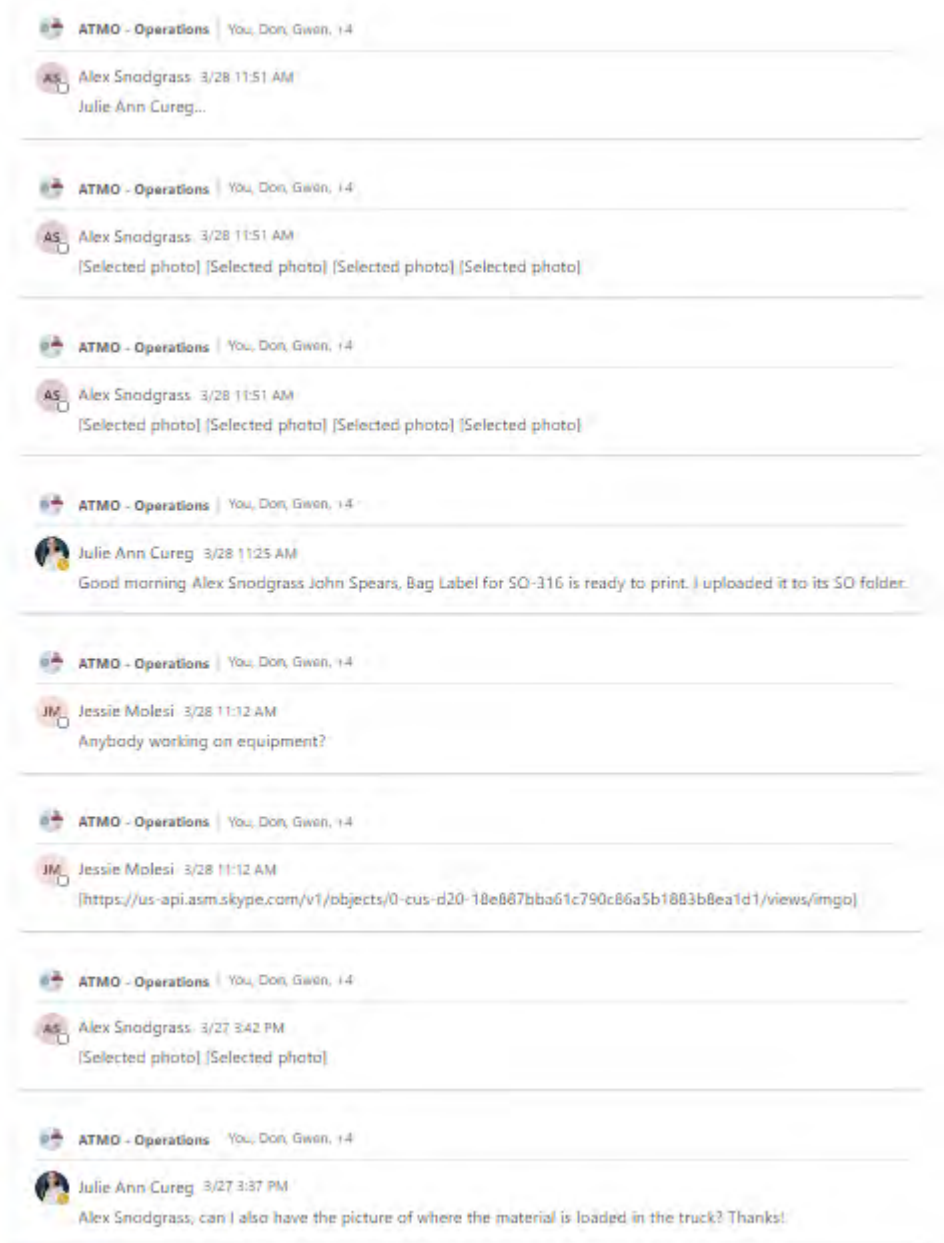 ATMO - Operations | You, Don, Gwen, +4
AS Alex Snodgrass 3/28 11:51 AM
Julie Ann Cureg...
ATMO - Operations | You, Don, Gwen, +4
AS Alex Snodgrass 3/28 11:51 AM
[Selected photo] [Selected photo] [Selected photo] [Selected photo]
ATMO - Operations | You, Don, Gwen, +4
AS Alex Snodgrass 3/28 11:51 AM
[Selected photo] [Selected photo] [Selected photo] [Selected photo]
ATMO - Operations | You, Don, Gwen, +4
Julie Ann Cureg 3/28 11:25 AM
Good morning Alex Snodgrass John Spears, Bag Label for SO-316 is ready to print. I uploaded it to its SO folder.
ATMO - Operations | You, Don, Gwen, +4
JM Jessie Molesi 3/28 11:12 AM
Anybody working on equipment?
ATMO - Operations | You, Don, Gwen, +4
JM Jessie Molesi 3/28 11:12 AM
[https://us-api.asm.skype.com/v1/objects/0-cus-d20-18e887bba61c790c86a5b1883b8ea1d1/views/imgo]
ATMO - Operations | You, Don, Gwen, +4
AS Alex Snodgrass 3/27 3:42 PM
[Selected photo] [Selected photo]
ATMO - Operations You, Don, Gwen, +4
Julie Ann Cureg 3/27 3:37 PM
Alex Snodgrass, can I also have the picture of where the material is loaded in the truck? Thanks!